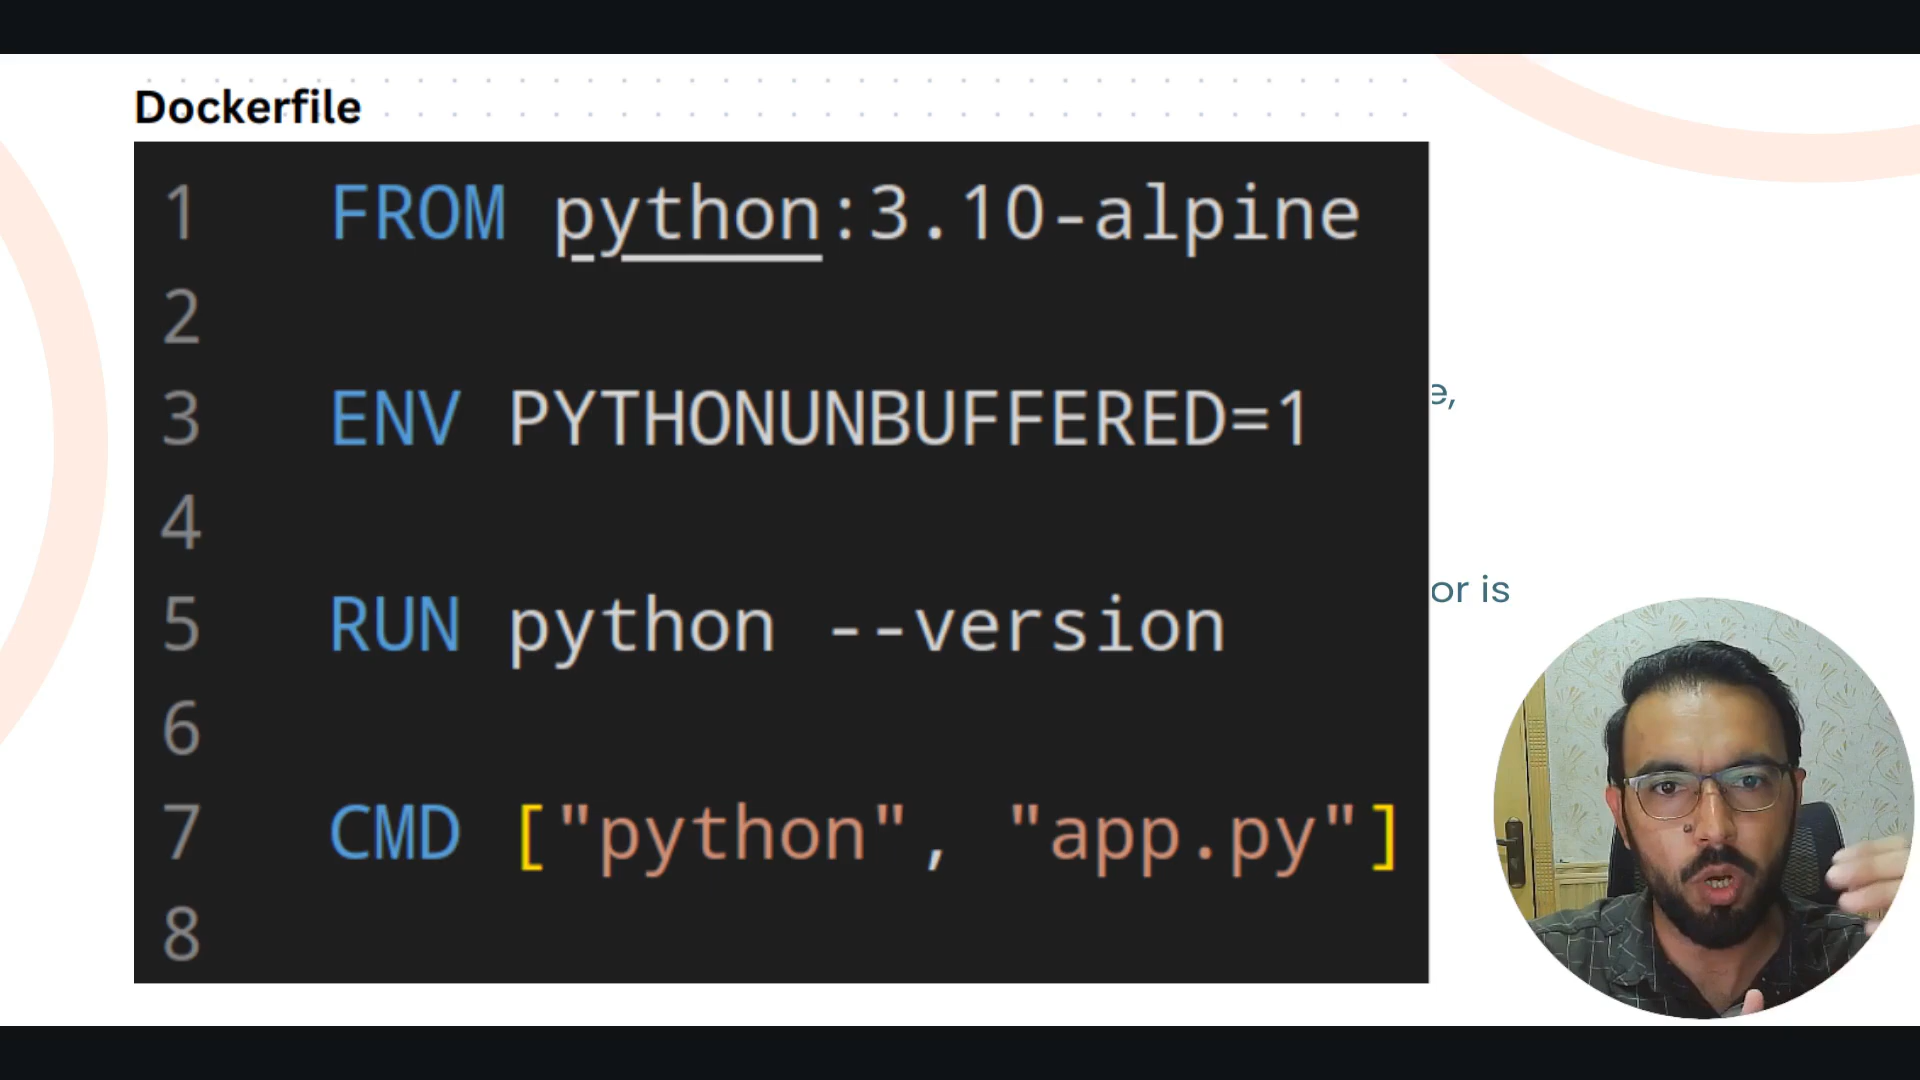 Dockerfile
1 FROM python:3.10-alpine
2
3 ENV PYTHONUNBUFFERED=1
4
5 RUN python --version
6
7 CMD ["python", "app.py"]
8
e,
or is